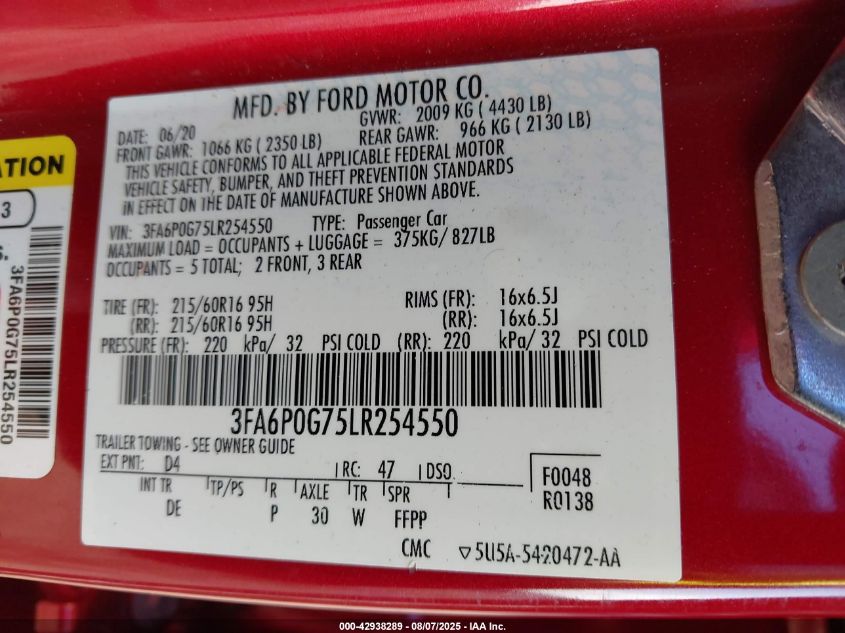 MFD. BY FORD MOTOR CO.
DATE: 06/20
GVWR: 2009 KG ( 4430 LB)
FRONT GAWR: 1066 KG ( 2350 LB)
REAR GAWR: 966 KG ( 2130 LB)
THIS VEHICLE CONFORMS TO ALL APPLICABLE FEDERAL MOTOR
VEHICLE SAFETY, BUMPER, AND THEFT PREVENTION STANDARDS
IN EFFECT ON THE DATE OF MANUFACTURE SHOWN ABOVE.
VIN: 3FA6P0G75LR254550 TYPE: Passenger Car
MAXIMUM LOAD = OCCUPANTS + LUGGAGE = 375KG/ 827LB
OCCUPANTS = 5 TOTAL; 2 FRONT, 3 REAR
TIRE (FR): 215/60R16 95H RIMS (FR): 16x6.5J
(RR): 215/60R16 95H (RR): 16x6.5J
PRESSURE (FR): 220 kPa/ 32 PSI COLD (RR): 220 kPa/ 32 PSI COLD
3FA6P0G75LR254550
TRAILER TOWING - SEE OWNER GUIDE
EXT PNT: D4 RC: 47 DSO:
F0048
R0138
INT TR TP/PS R AXLE TR SPR
DE P 30 W FFPP
CMC ▽5U5A-5420472-AA
ATION
3
3FA6P0G75LR254550
000-42938289 - 08/07/2025 - IAA Inc.